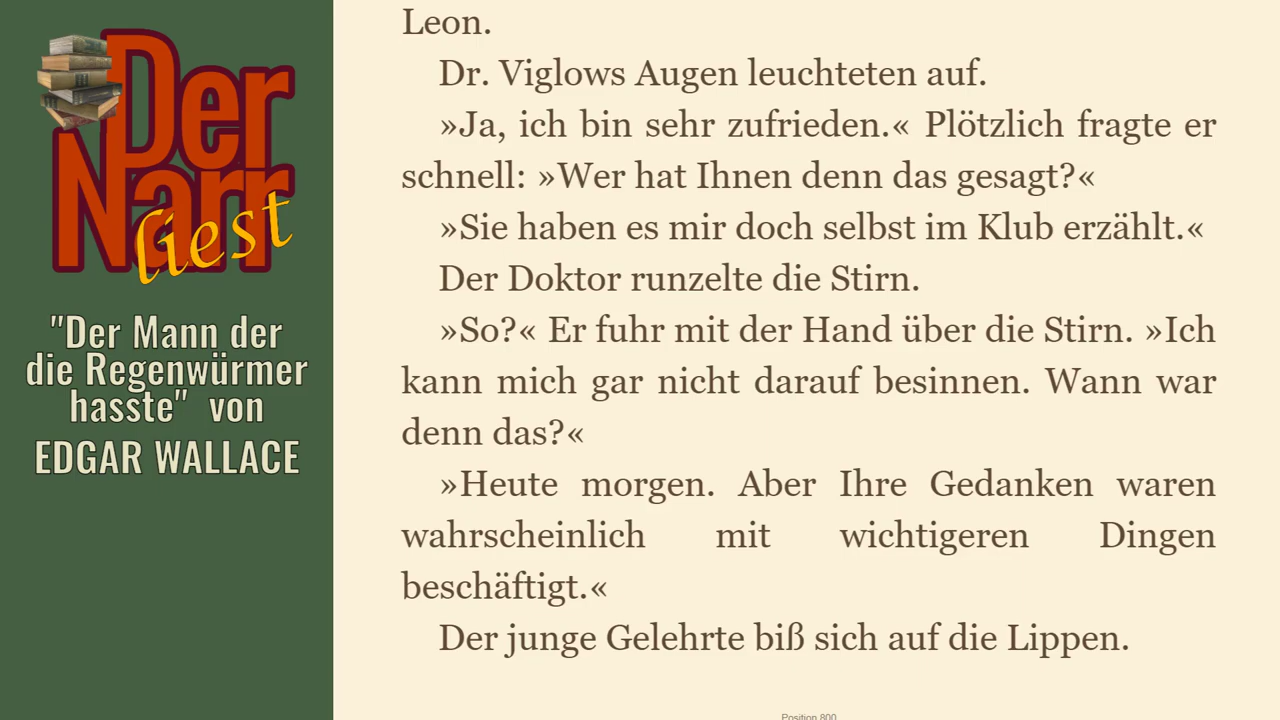 Der
Narr
liest
"Der Mann der
die Regenwürmer
hasste" von
EDGAR WALLACE
Leon.
Dr. Viglows Augen leuchteten auf.
»Ja, ich bin sehr zufrieden.« Plötzlich fragte er
schnell: »Wer hat Ihnen denn das gesagt?«
»Sie haben es mir doch selbst im Klub erzählt.«
Der Doktor runzelte die Stirn.
»So?« Er fuhr mit der Hand über die Stirn. »Ich
kann mich gar nicht darauf besinnen. Wann war
denn das?«
»Heute morgen. Aber Ihre Gedanken waren
wahrscheinlich mit wichtigeren Dingen
beschäftigt.«
Der junge Gelehrte biß sich auf die Lippen.
Position 800